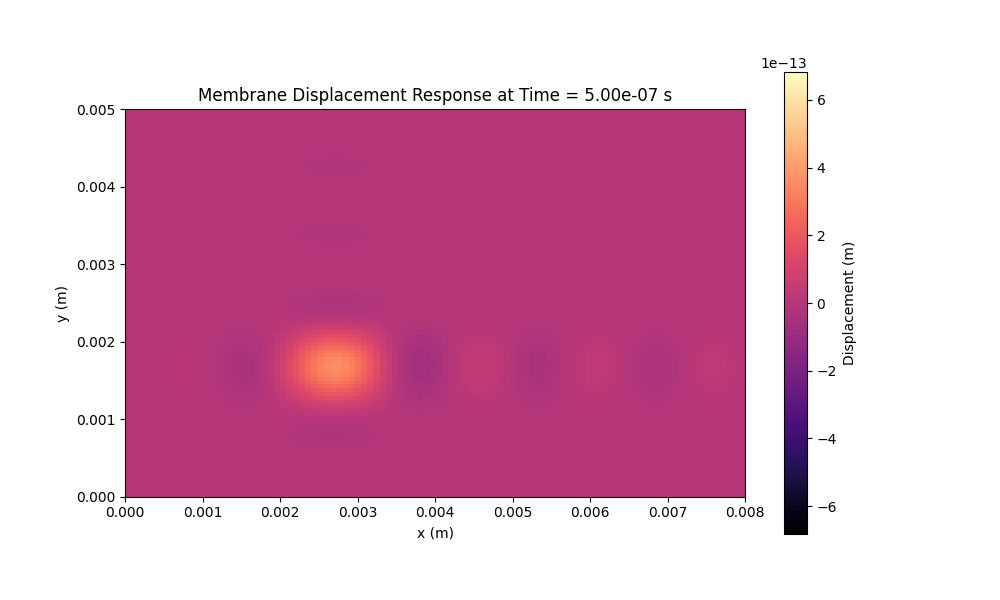 1e−13
Membrane Displacement Response at Time = 5.00e-07 s
0.005
0.004
0.003
0.002
0.001
0.000
y (m)
0.000 0.001 0.002 0.003 0.004 0.005 0.006 0.007 0.008
x (m)
6
4
2
0
−2
−4
−6
Displacement (m)